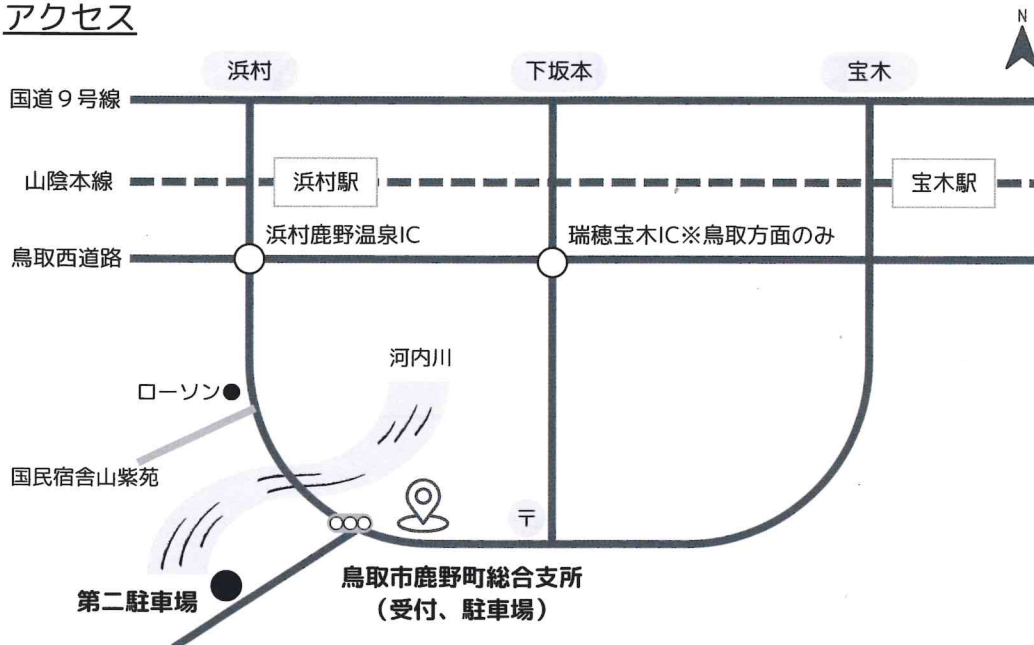 アクセス
N
浜村
下坂本
宝木
国道９号線
山陰本線
浜村駅
宝木駅
浜村鹿野温泉IC
瑞穂宝木IC※鳥取方面のみ
鳥取西道路
河内川
ローソン
国民宿舎山紫苑
〒
第二駐車場
鳥取市鹿野町総合支所
（受付、駐車場）